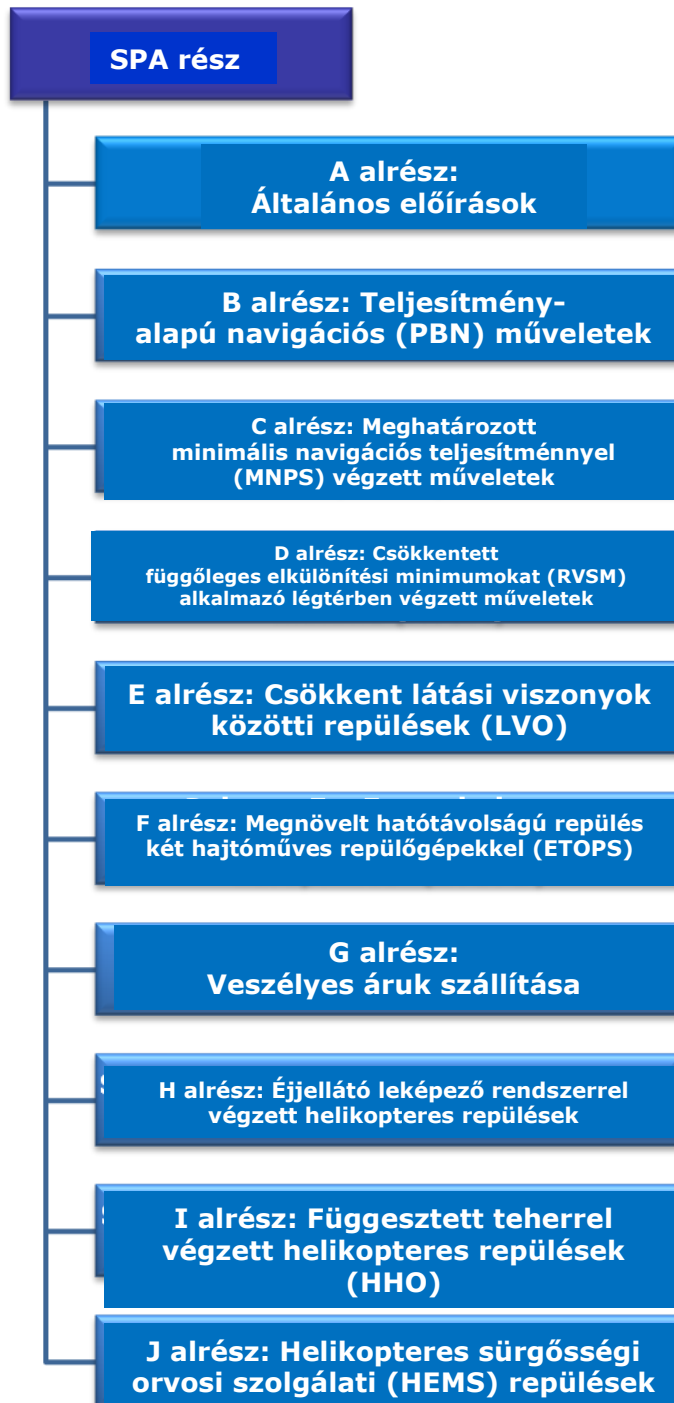 SPA rész
A alrész:
Általános előírások
B alrész: Teljesítmény-
alapú navigációs (PBN) műveletek
C alrész: Meghatározott
minimális navigációs teljesítménnyel
(MNPS) végzett műveletek
D alrész: Csökkentett
függőleges elkülönítési minimumokat (RVSM)
alkalmazó légtérben végzett műveletek
E alrész: Csökkent látási viszonyok
közötti repülések (LVO)
F alrész: Megnövelt hatótávolságú repülés
két hajtóműves repülőgépekkel (ETOPS)
G alrész:
Veszélyes áruk szállítása
H alrész: Éjjellátó leképező rendszerrel
végzett helikopteres repülések
I alrész: Függesztett teherrel
végzett helikopteres repülések
(HHO)
J alrész: Helikopteres sürgősségi
orvosi szolgálati (HEMS) repülések